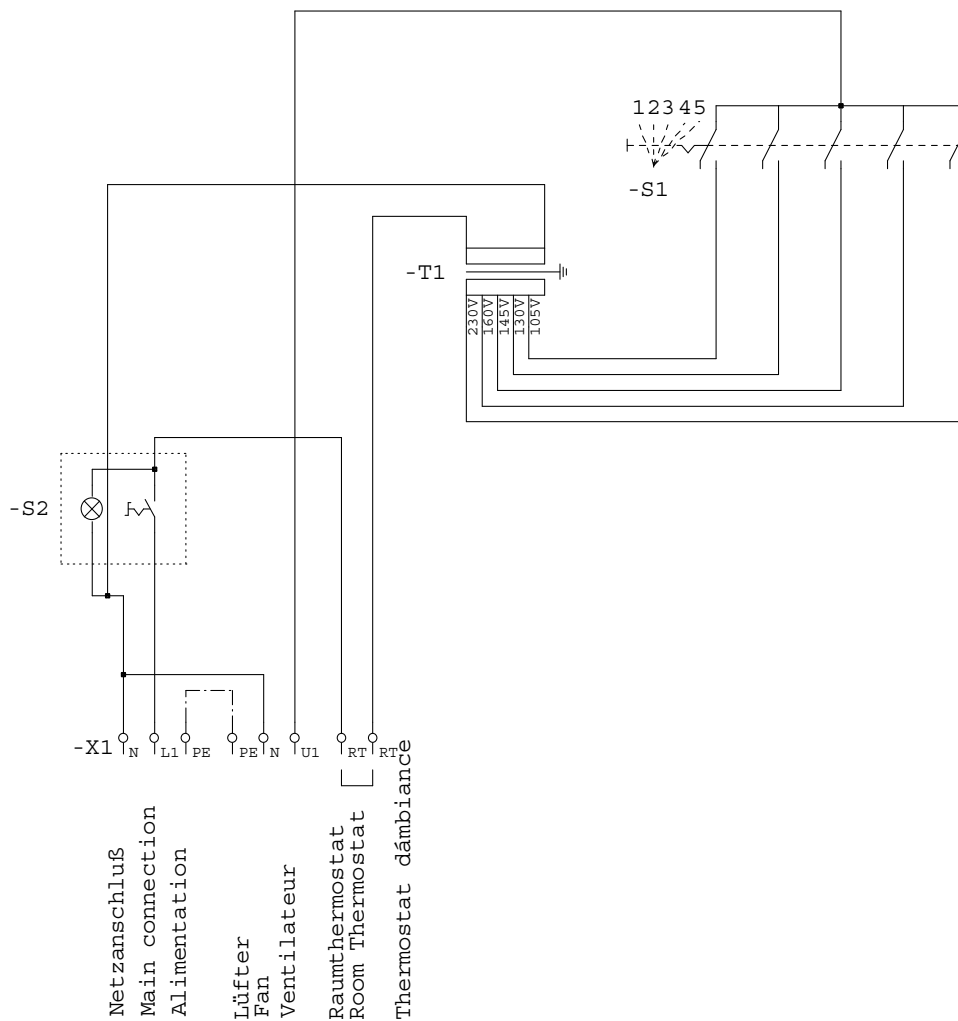 12345
-S1
-T1
230V
160V
145V
130V
105V
-S2
-X1
N
L1
PE
PE
N
U1
RT
RT
Netzanschluß
Main connection
Alimentation
Lüfter
Fan
Ventilateur
Raumthermostat
Room Thermostat
Thermostat dámbiance